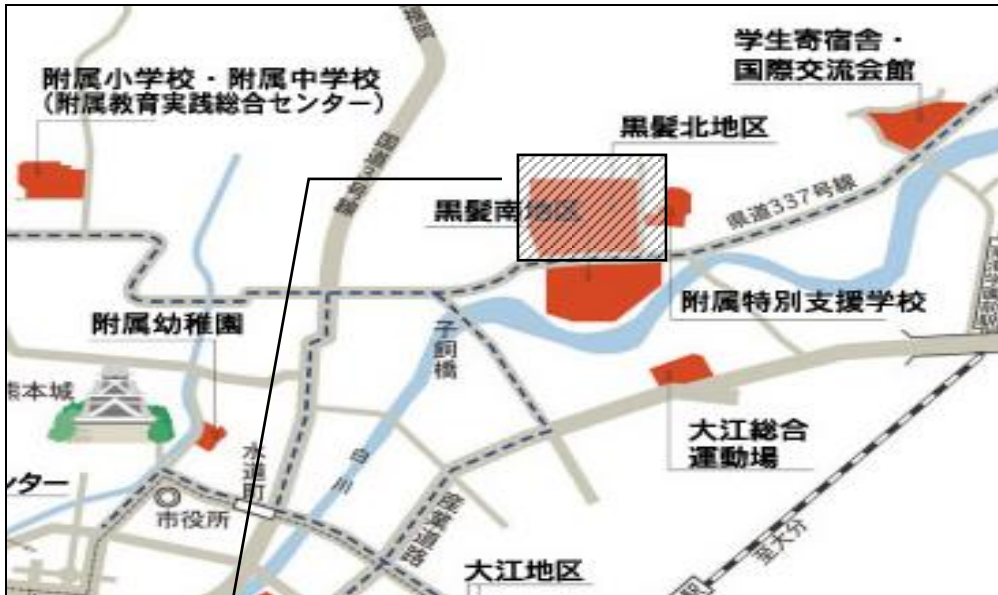 学生寄宿舎・
国際交流会館
附属小学校・附属中学校
(附属教育実践総合センター)
黒髪北地区
国道3号線
黒髪南地区
県道337号線
附属特別支援学校
附属幼稚園
子飼橋
熊本城
大江総合
運動場
水道町
白川
ンター
市役所
産業道路
至大分
大江地区
駅